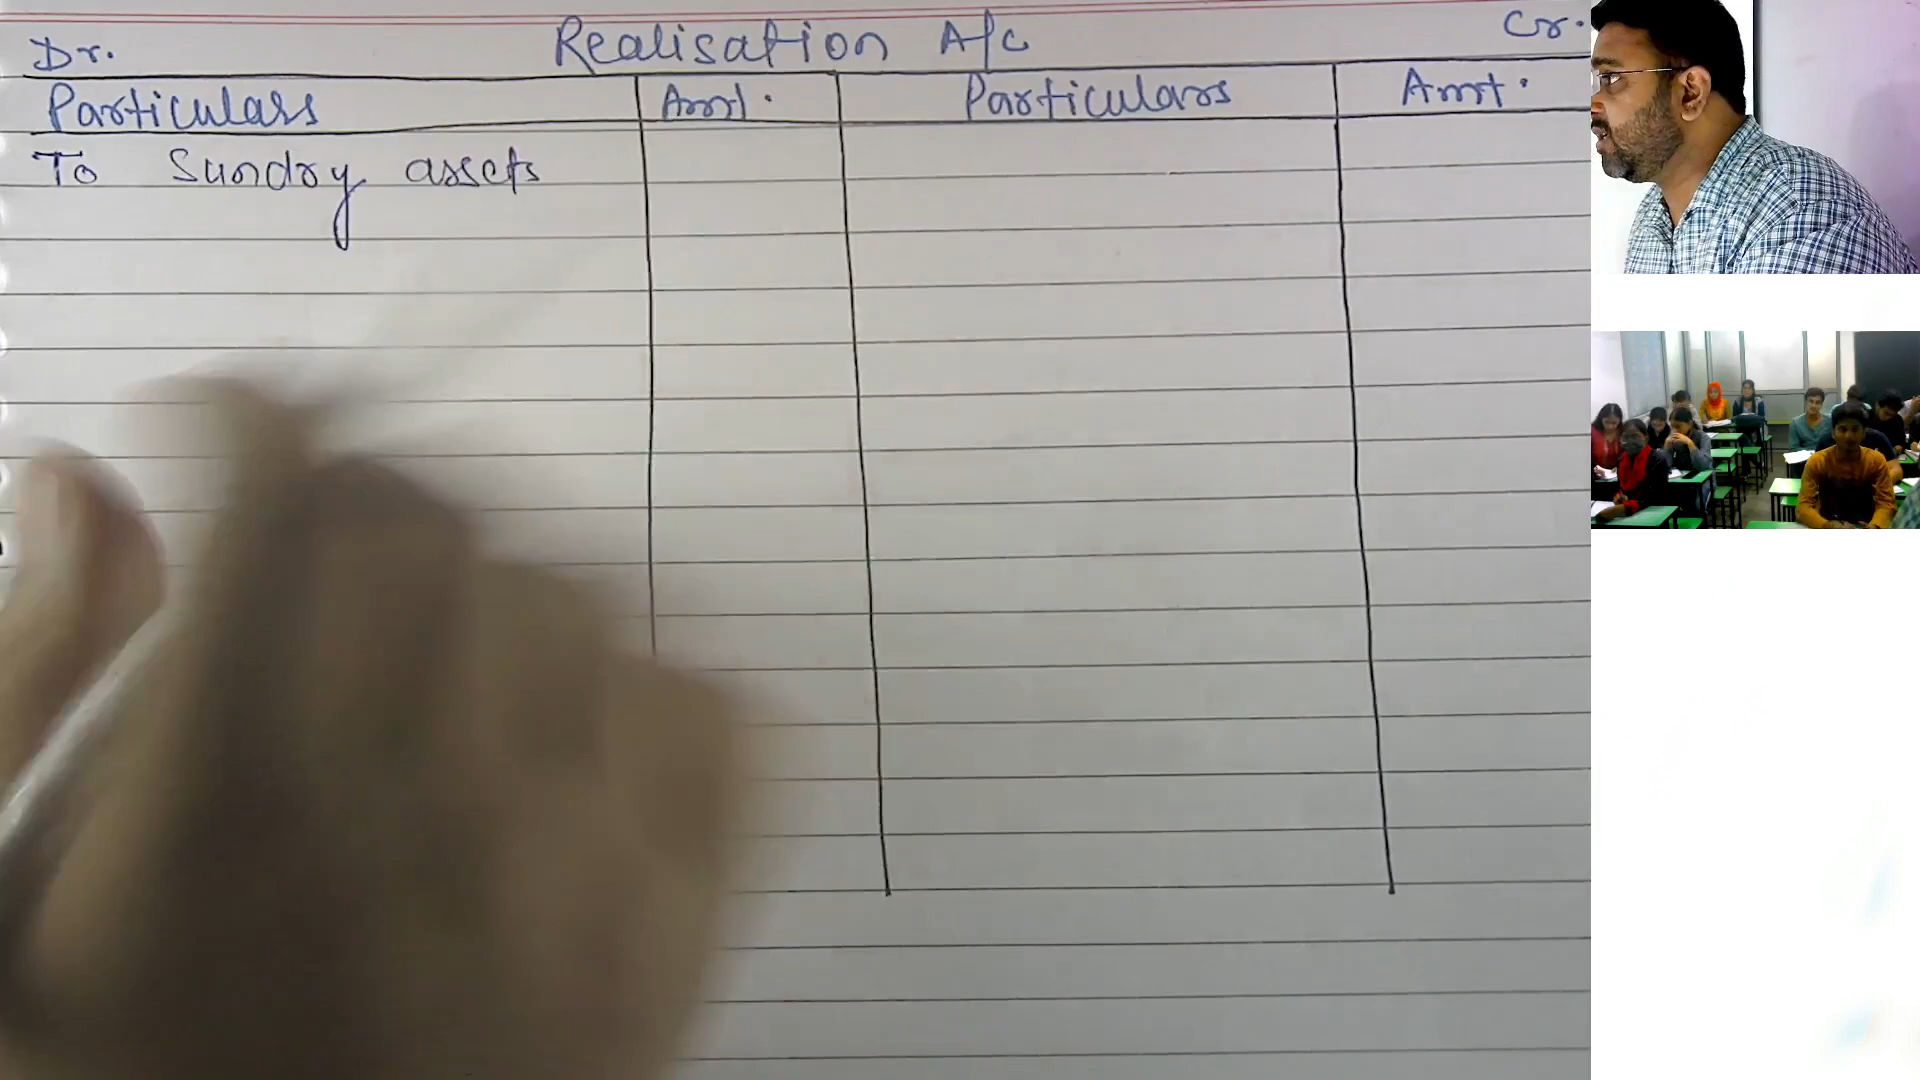 Dr. Realisation A/c Cr.
Particulars Amt. Particulars Amt.
To Sundry assets